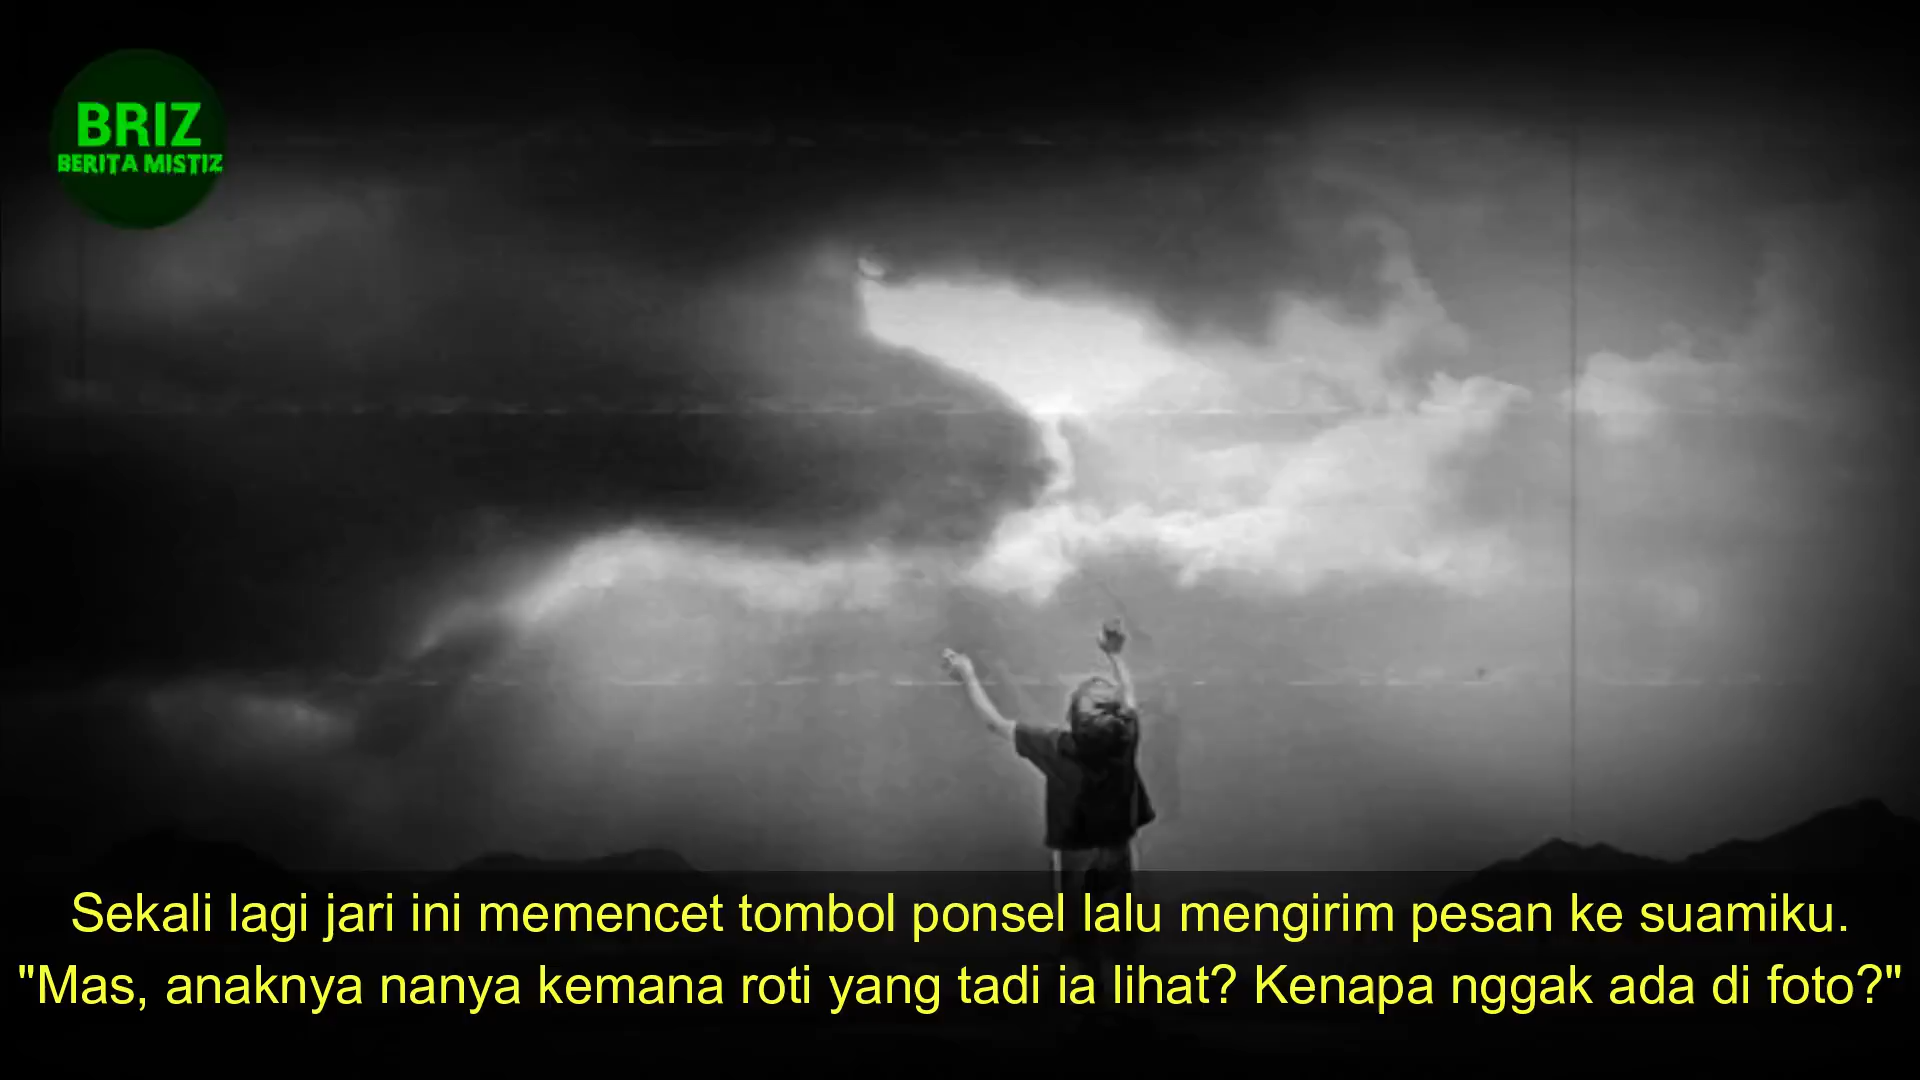 BRIZ
BERITA MISTIZ
Sekali lagi jari ini memencet tombol ponsel lalu mengirim pesan ke suamiku.
"Mas, anaknya nanya kemana roti yang tadi ia lihat? Kenapa nggak ada di foto?"